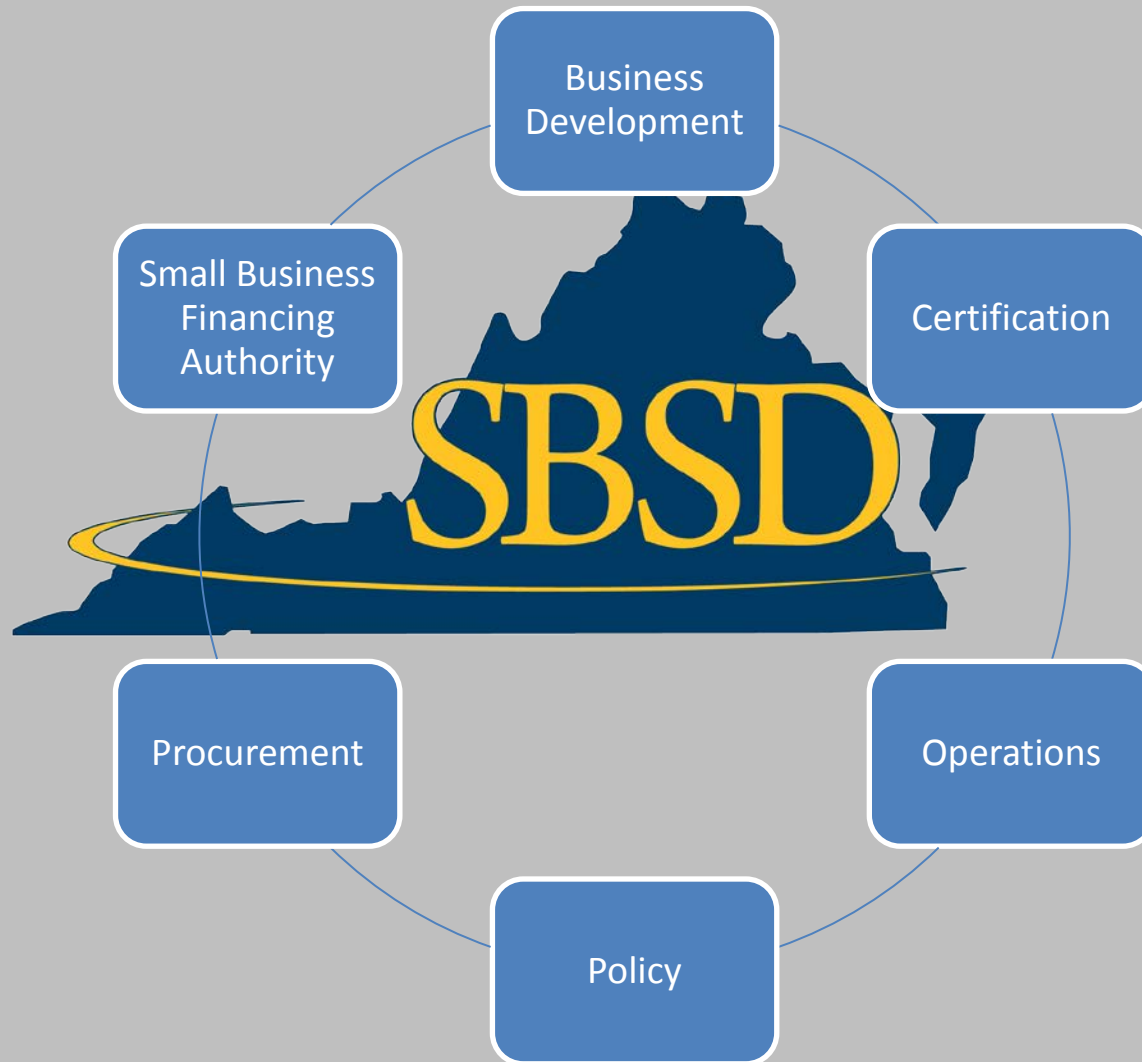 Business
Development
Small Business
Financing
Authority
Certification
SBSD
Procurement
Operations
Policy